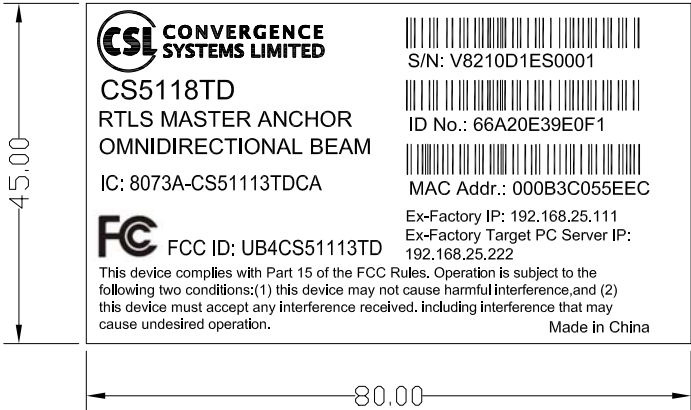 CSL CONVERGENCE
SYSTEMS LIMITED
CS5118TD
RTLS MASTER ANCHOR
OMNIDIRECTIONAL BEAM
IC: 8073A-CS51113TDCA
FC FCC ID: UB4CS51113TD
S/N: V8210D1ES0001
ID No.: 66A20E39E0F1
MAC Addr.: 000B3C055EEC
Ex-Factory IP: 192.168.25.111
Ex-Factory Target PC Server IP:
192.168.25.222
This device complies with Part 15 of the FCC Rules. Operation is subject to the
following two conditions:(1) this device may not cause harmful interference,and (2)
this device must accept any interference received. including interference that may
cause undesired operation.
Made in China
45.00
80.00